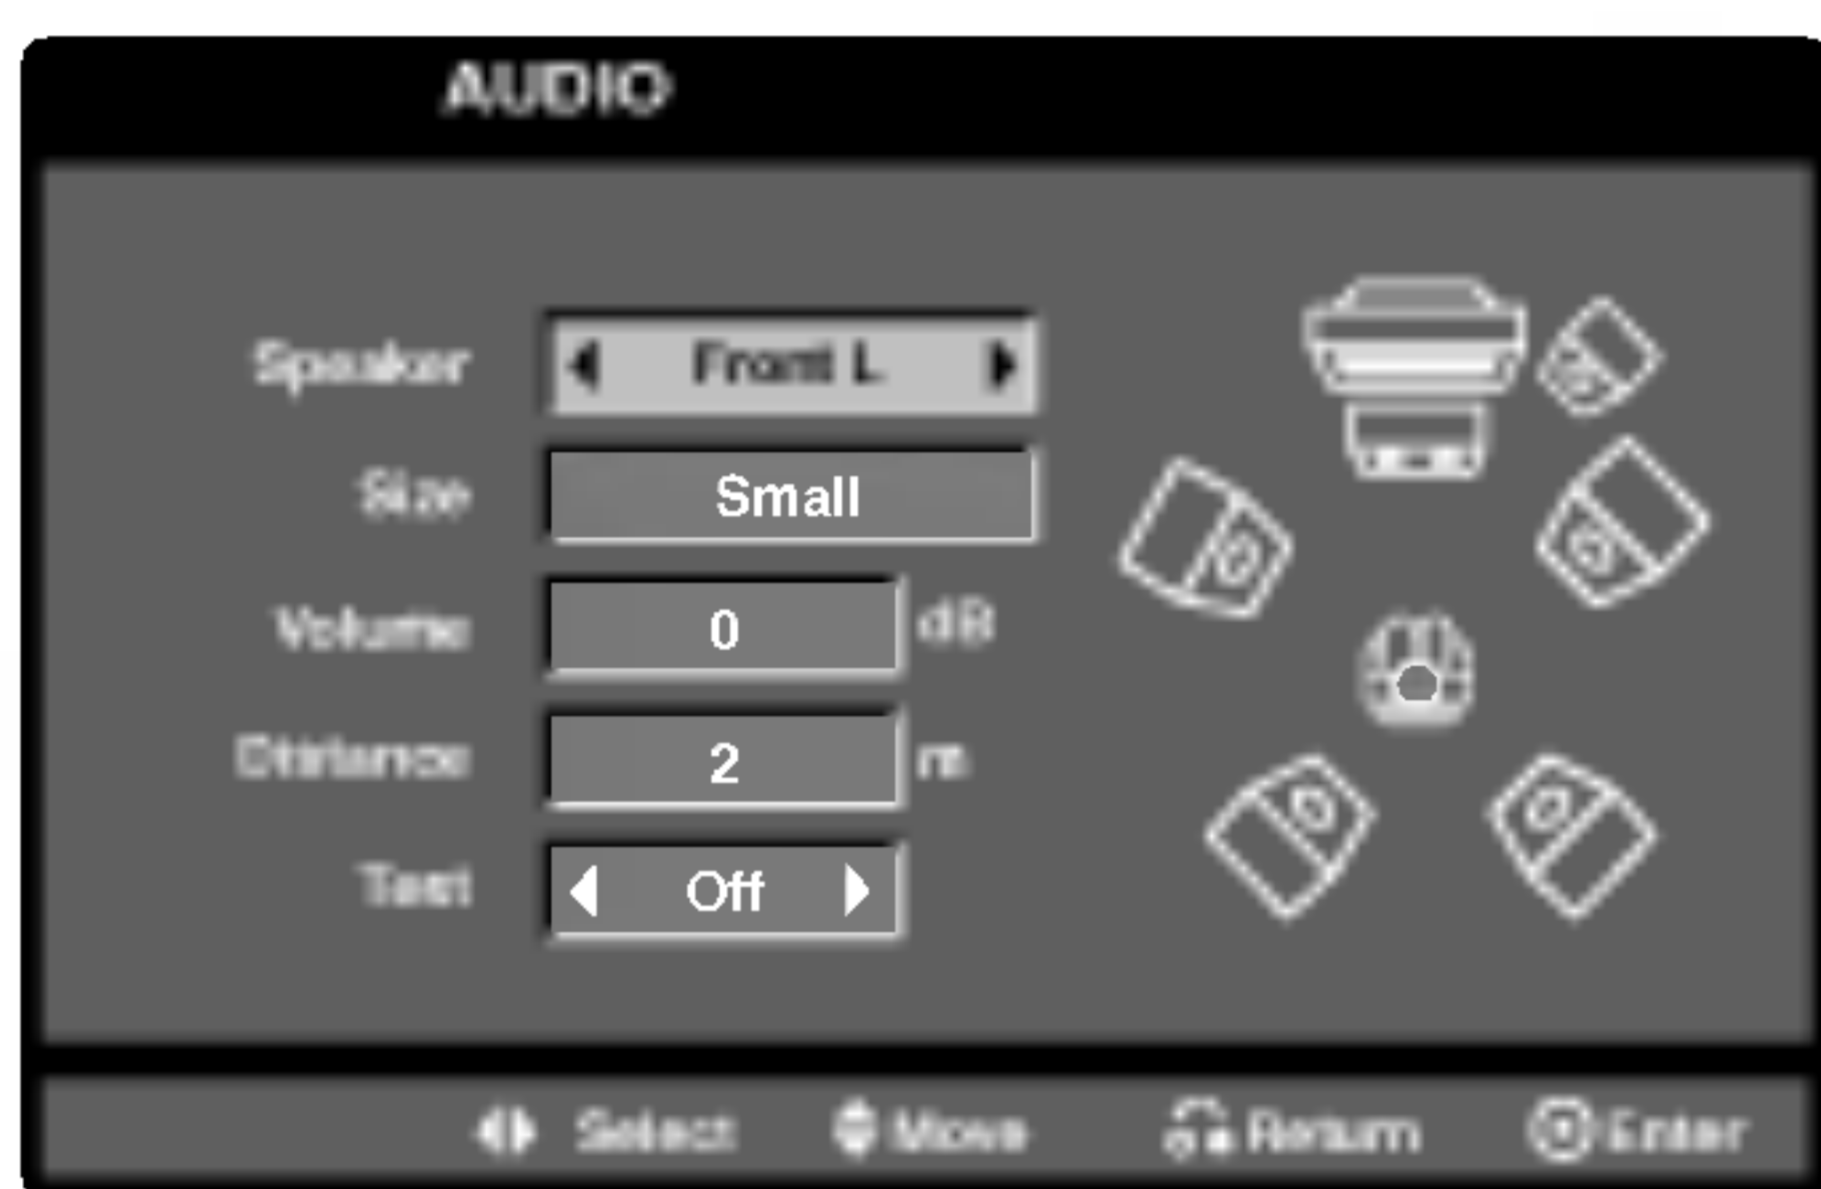 AUDIO
Speaker Front L
Size Small
Volume 0 dB
Distance 2 m
Test Off
Select Move Return Enter